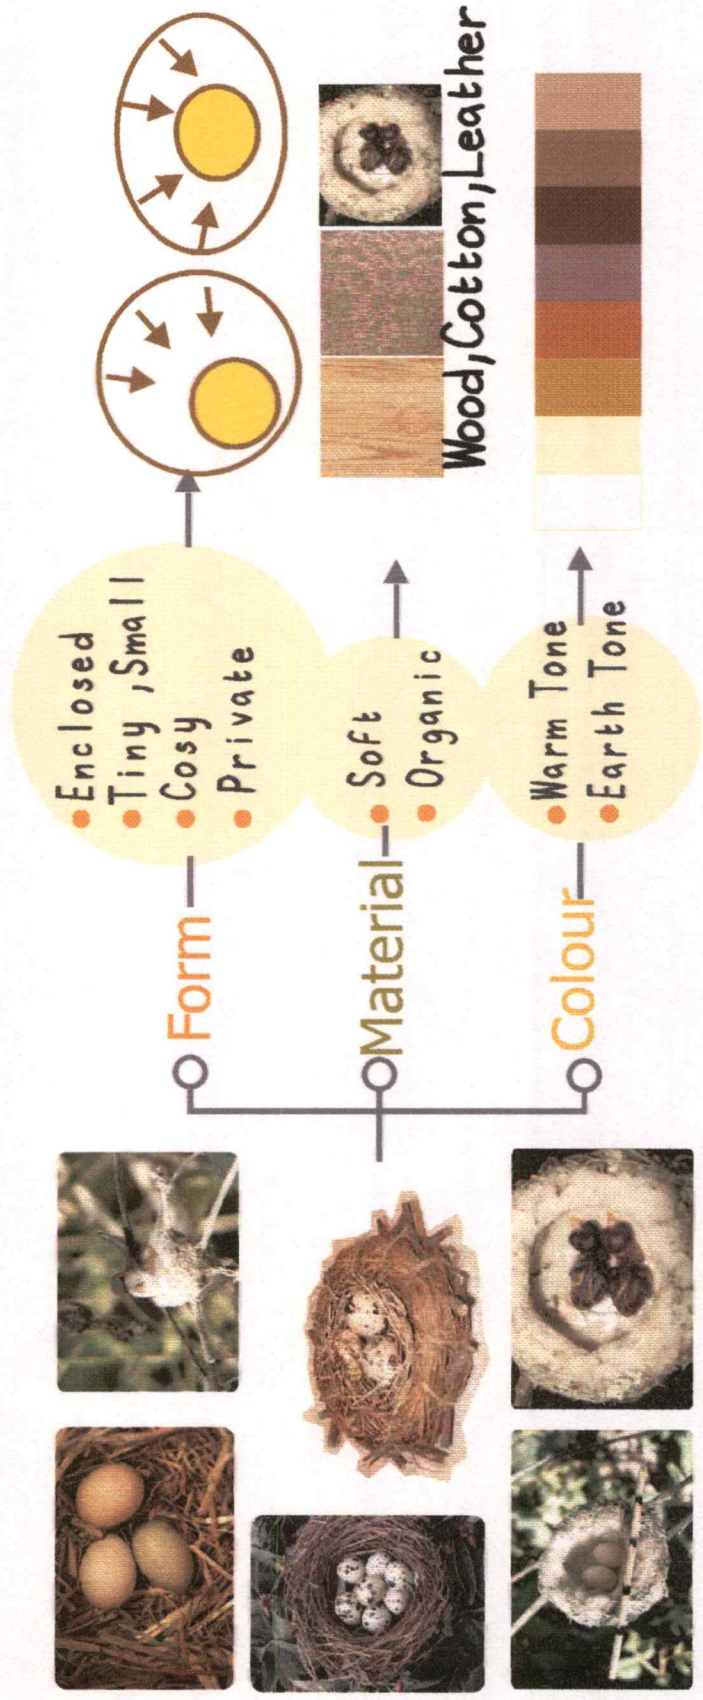 Form
Enclosed
Tiny ,Small
Cosy
Private
Material
Soft
Organic
Wood,Cotton,Leather
Colour
Warm Tone
Earth Tone